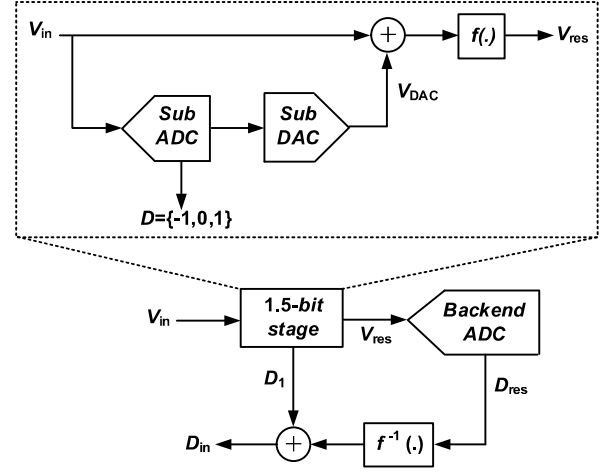 Vin
+
f(.)
Vres
VDAC
Sub
ADC
Sub
DAC
D={-1,0,1}
Vin
1.5-bit
stage
Vres
Backend
ADC
D1
Dres
Din
+
f-1 (.)